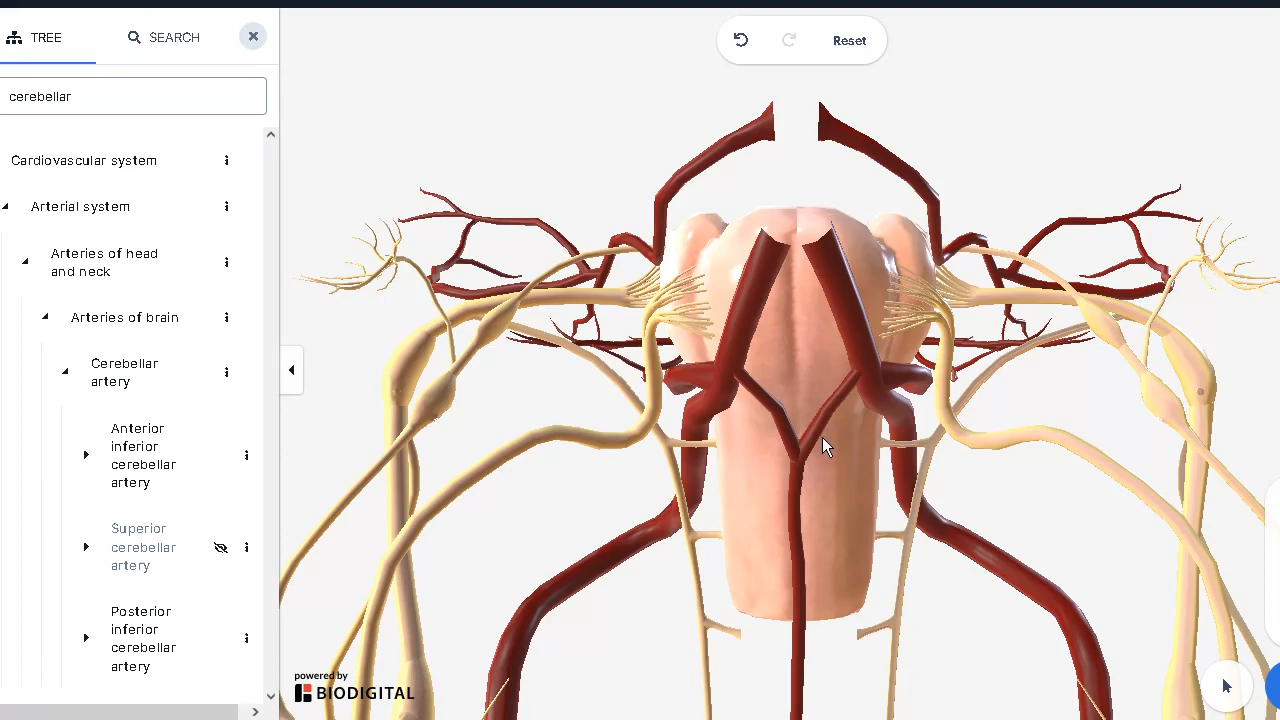 TREE
SEARCH
Reset
cerebellar
Cardiovascular system
Arterial system
Arteries of head
and neck
Arteries of brain
Cerebellar
artery
Anterior
inferior
cerebellar
artery
Superior
cerebellar
artery
Posterior
inferior
cerebellar
artery
powered by
BIODIGITAL